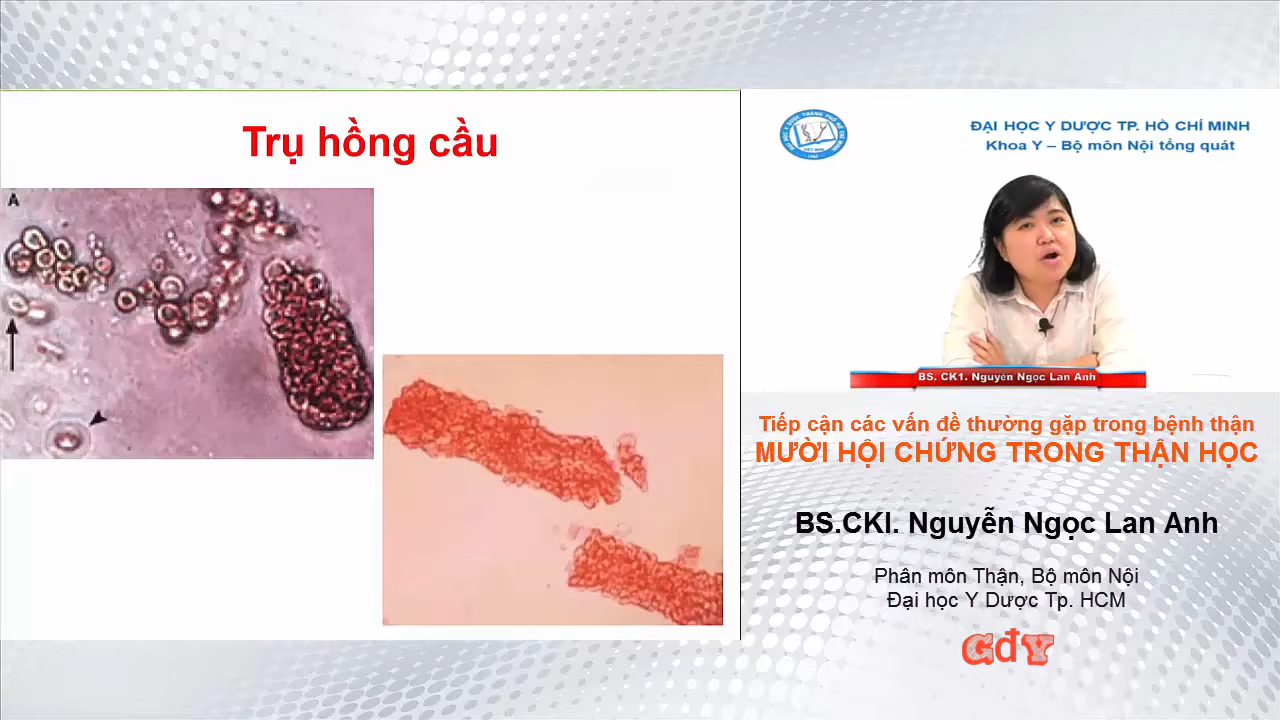 Trụ hồng cầu
A
ĐẠI HỌC Y DƯỢC TP. HỒ CHÍ MINH
Khoa Y – Bộ môn Nội tổng quát
BS. CK1. Nguyễn Ngọc Lan Anh
Tiếp cận các vấn đề thường gặp trong bệnh thận
MƯỜI HỘI CHỨNG TRONG THẬN HỌC
BS.CKI. Nguyễn Ngọc Lan Anh
Phân môn Thận, Bộ môn Nội
Đại học Y Dược Tp. HCM
GđY